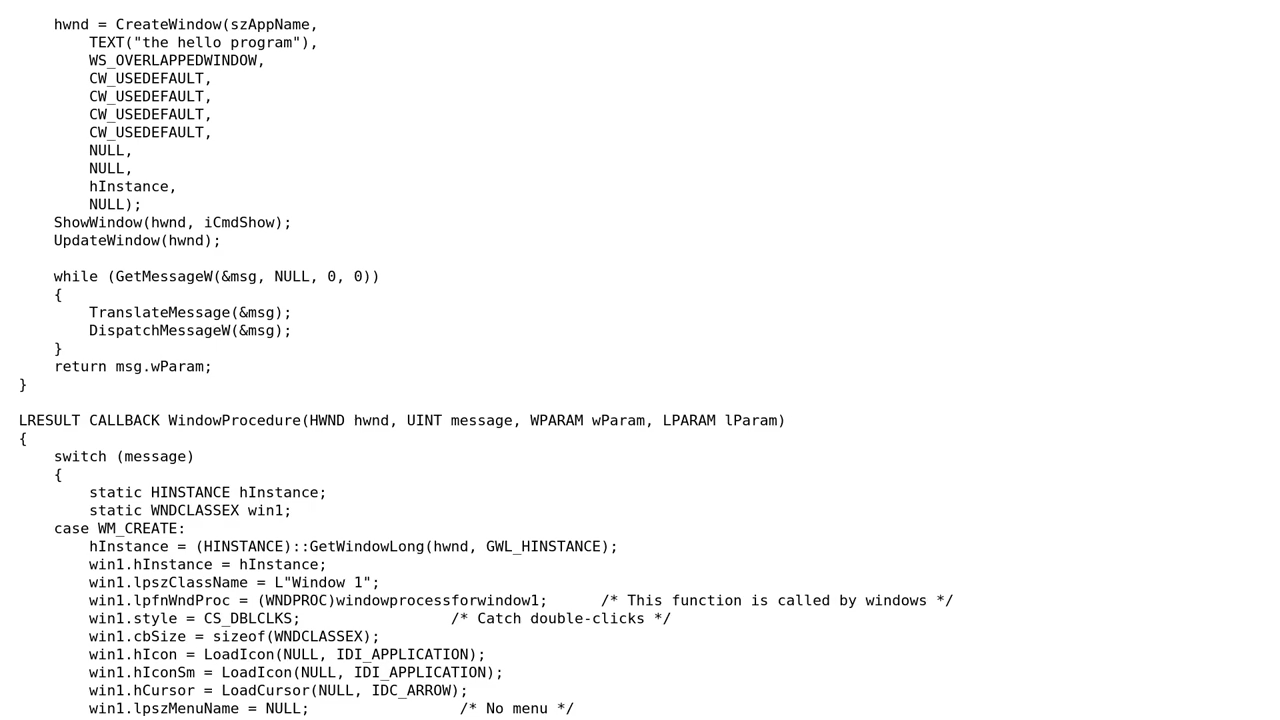 hwnd = CreateWindow(szAppName,
        TEXT("the hello program"),
        WS_OVERLAPPEDWINDOW,
        CW_USEDEFAULT,
        CW_USEDEFAULT,
        CW_USEDEFAULT,
        CW_USEDEFAULT,
        NULL,
        NULL,
        hInstance,
        NULL);
    ShowWindow(hwnd, iCmdShow);
    UpdateWindow(hwnd);

    while (GetMessageW(&msg, NULL, 0, 0))
    {
        TranslateMessage(&msg);
        DispatchMessageW(&msg);
    }
    return msg.wParam;
}

LRESULT CALLBACK WindowProcedure(HWND hwnd, UINT message, WPARAM wParam, LPARAM lParam)
{
    switch (message)
    {
        static HINSTANCE hInstance;
        static WNDCLASSEX win1;
    case WM_CREATE:
        hInstance = (HINSTANCE)::GetWindowLong(hwnd, GWL_HINSTANCE);
        win1.hInstance = hInstance;
        win1.lpszClassName = L"Window 1";
        win1.lpfnWndProc = (WNDPROC)windowprocessforwindow1;      /* This function is called by windows */
        win1.style = CS_DBLCLKS;                 /* Catch double-clicks */
        win1.cbSize = sizeof(WNDCLASSEX);
        win1.hIcon = LoadIcon(NULL, IDI_APPLICATION);
        win1.hIconSm = LoadIcon(NULL, IDI_APPLICATION);
        win1.hCursor = LoadCursor(NULL, IDC_ARROW);
        win1.lpszMenuName = NULL;                 /* No menu */